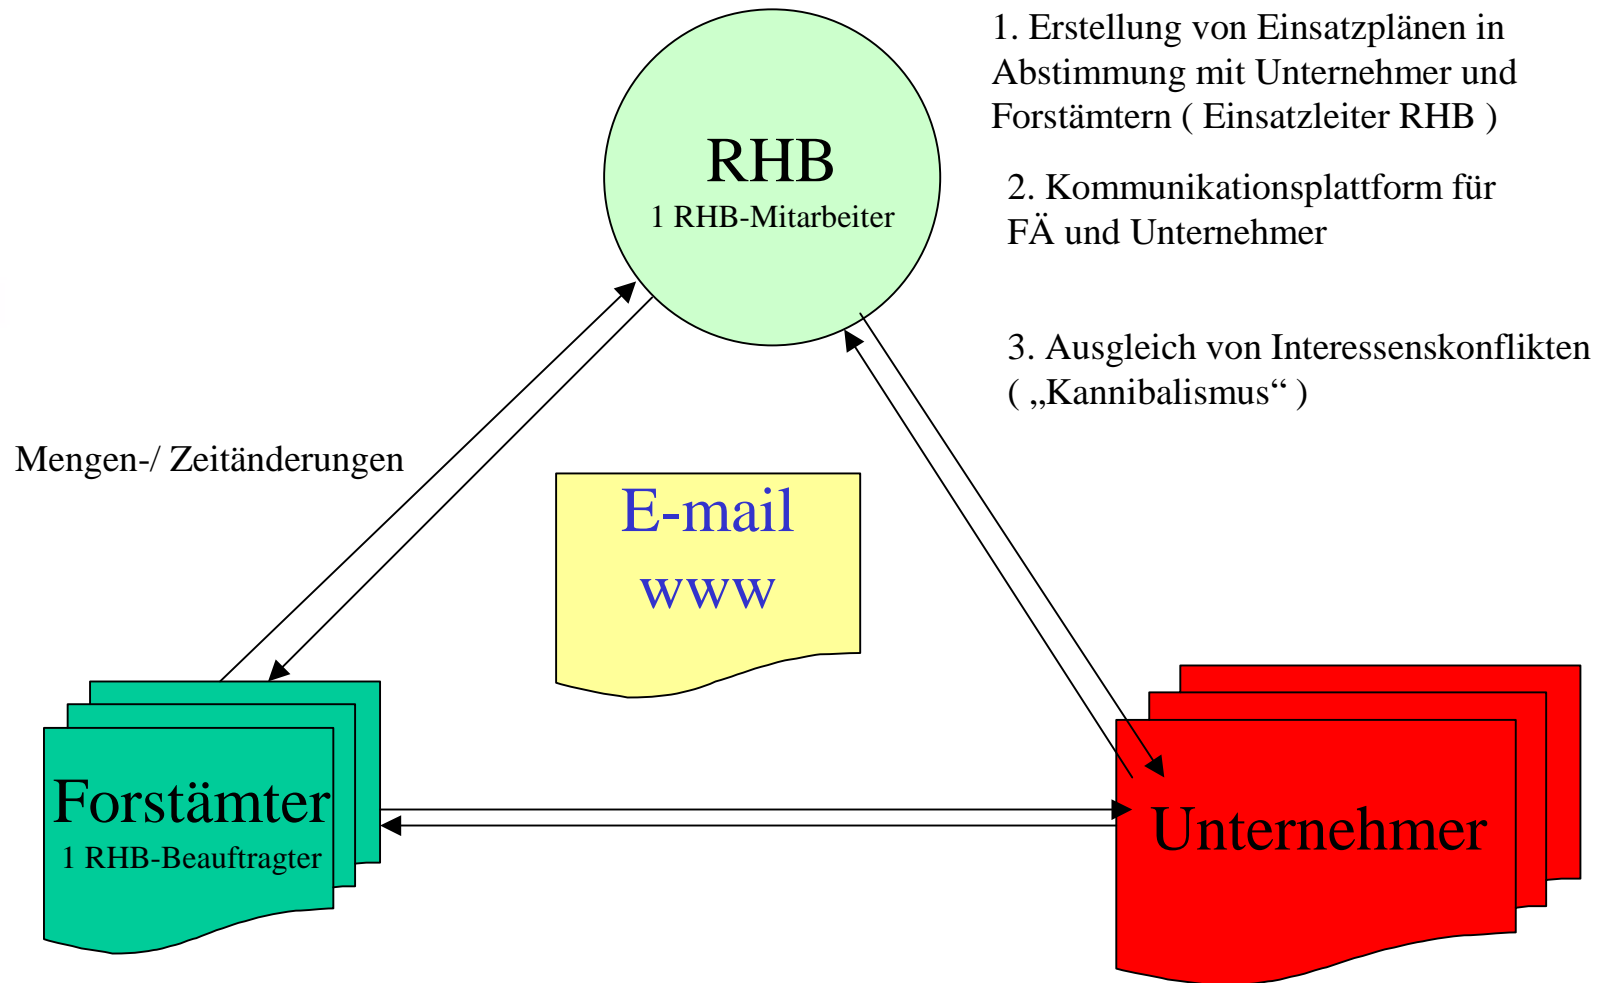 1. Erstellung von Einsatzplänen in
Abstimmung mit Unternehmer und
Forstämtern ( Einsatzleiter RHB )
RHB
1 RHB-Mitarbeiter
2. Kommunikationsplattform für
FÄ und Unternehmer
3. Ausgleich von Interessenskonflikten
( „Kannibalismus“ )
Mengen-/ Zeitänderungen
E-mail
www
Forstämter
1 RHB-Beauftragter
Unternehmer